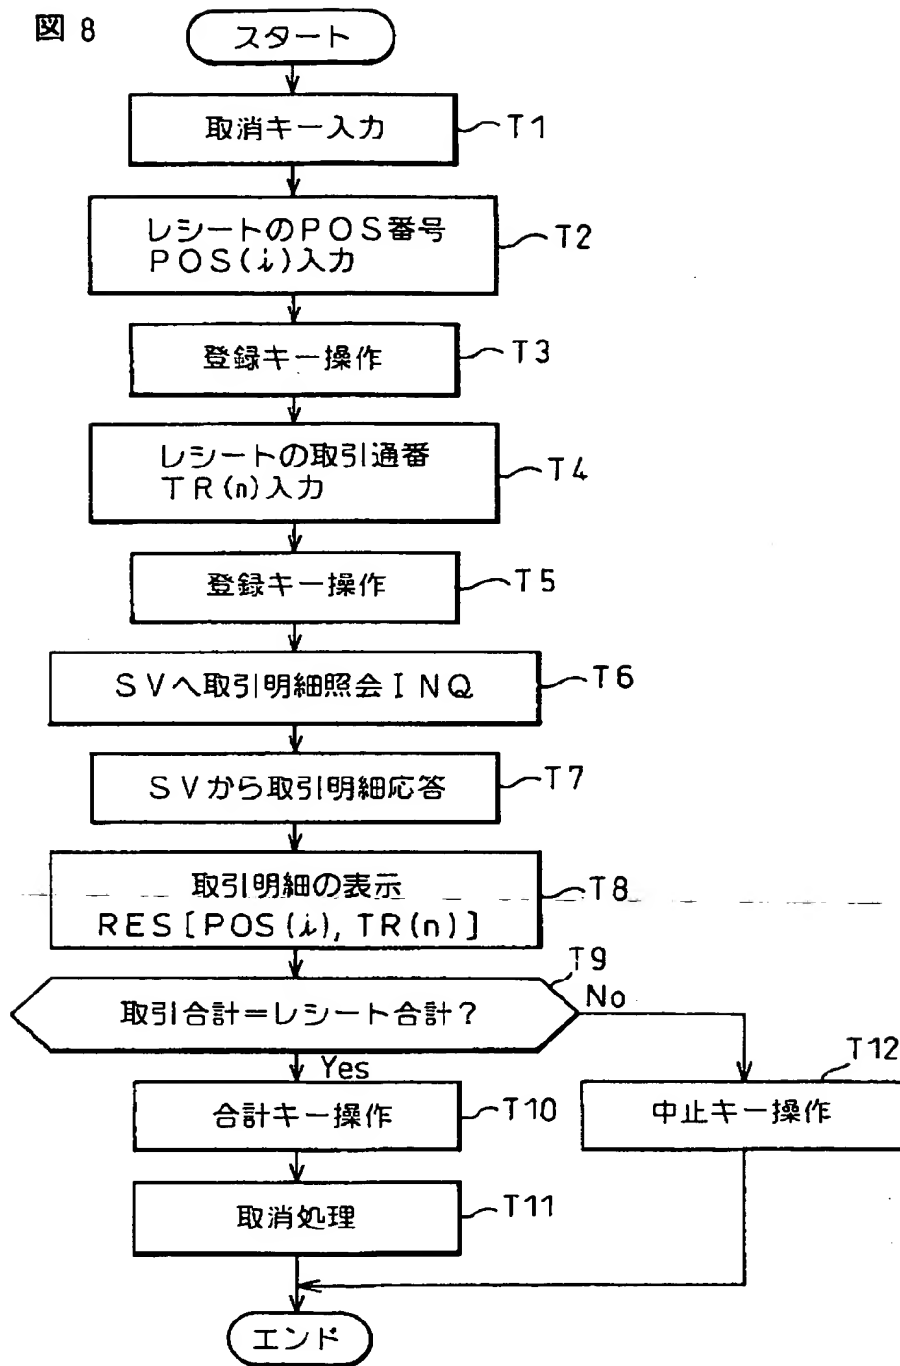 図 8
スタート
取消キー入力
T1
レシートのPOS番号
POS(i)入力
T2
登録キー操作
T3
レシートの取引通番
TR(n)入力
T4
登録キー操作
T5
SVへ取引明細照会INQ
T6
SVから取引明細応答
T7
取引明細の表示
RES[POS(i),TR(n)]
T8
取引合計=レシート合計?
T9
No
Yes
合計キー操作
T10
中止キー操作
T12
取消処理
T11
エンド